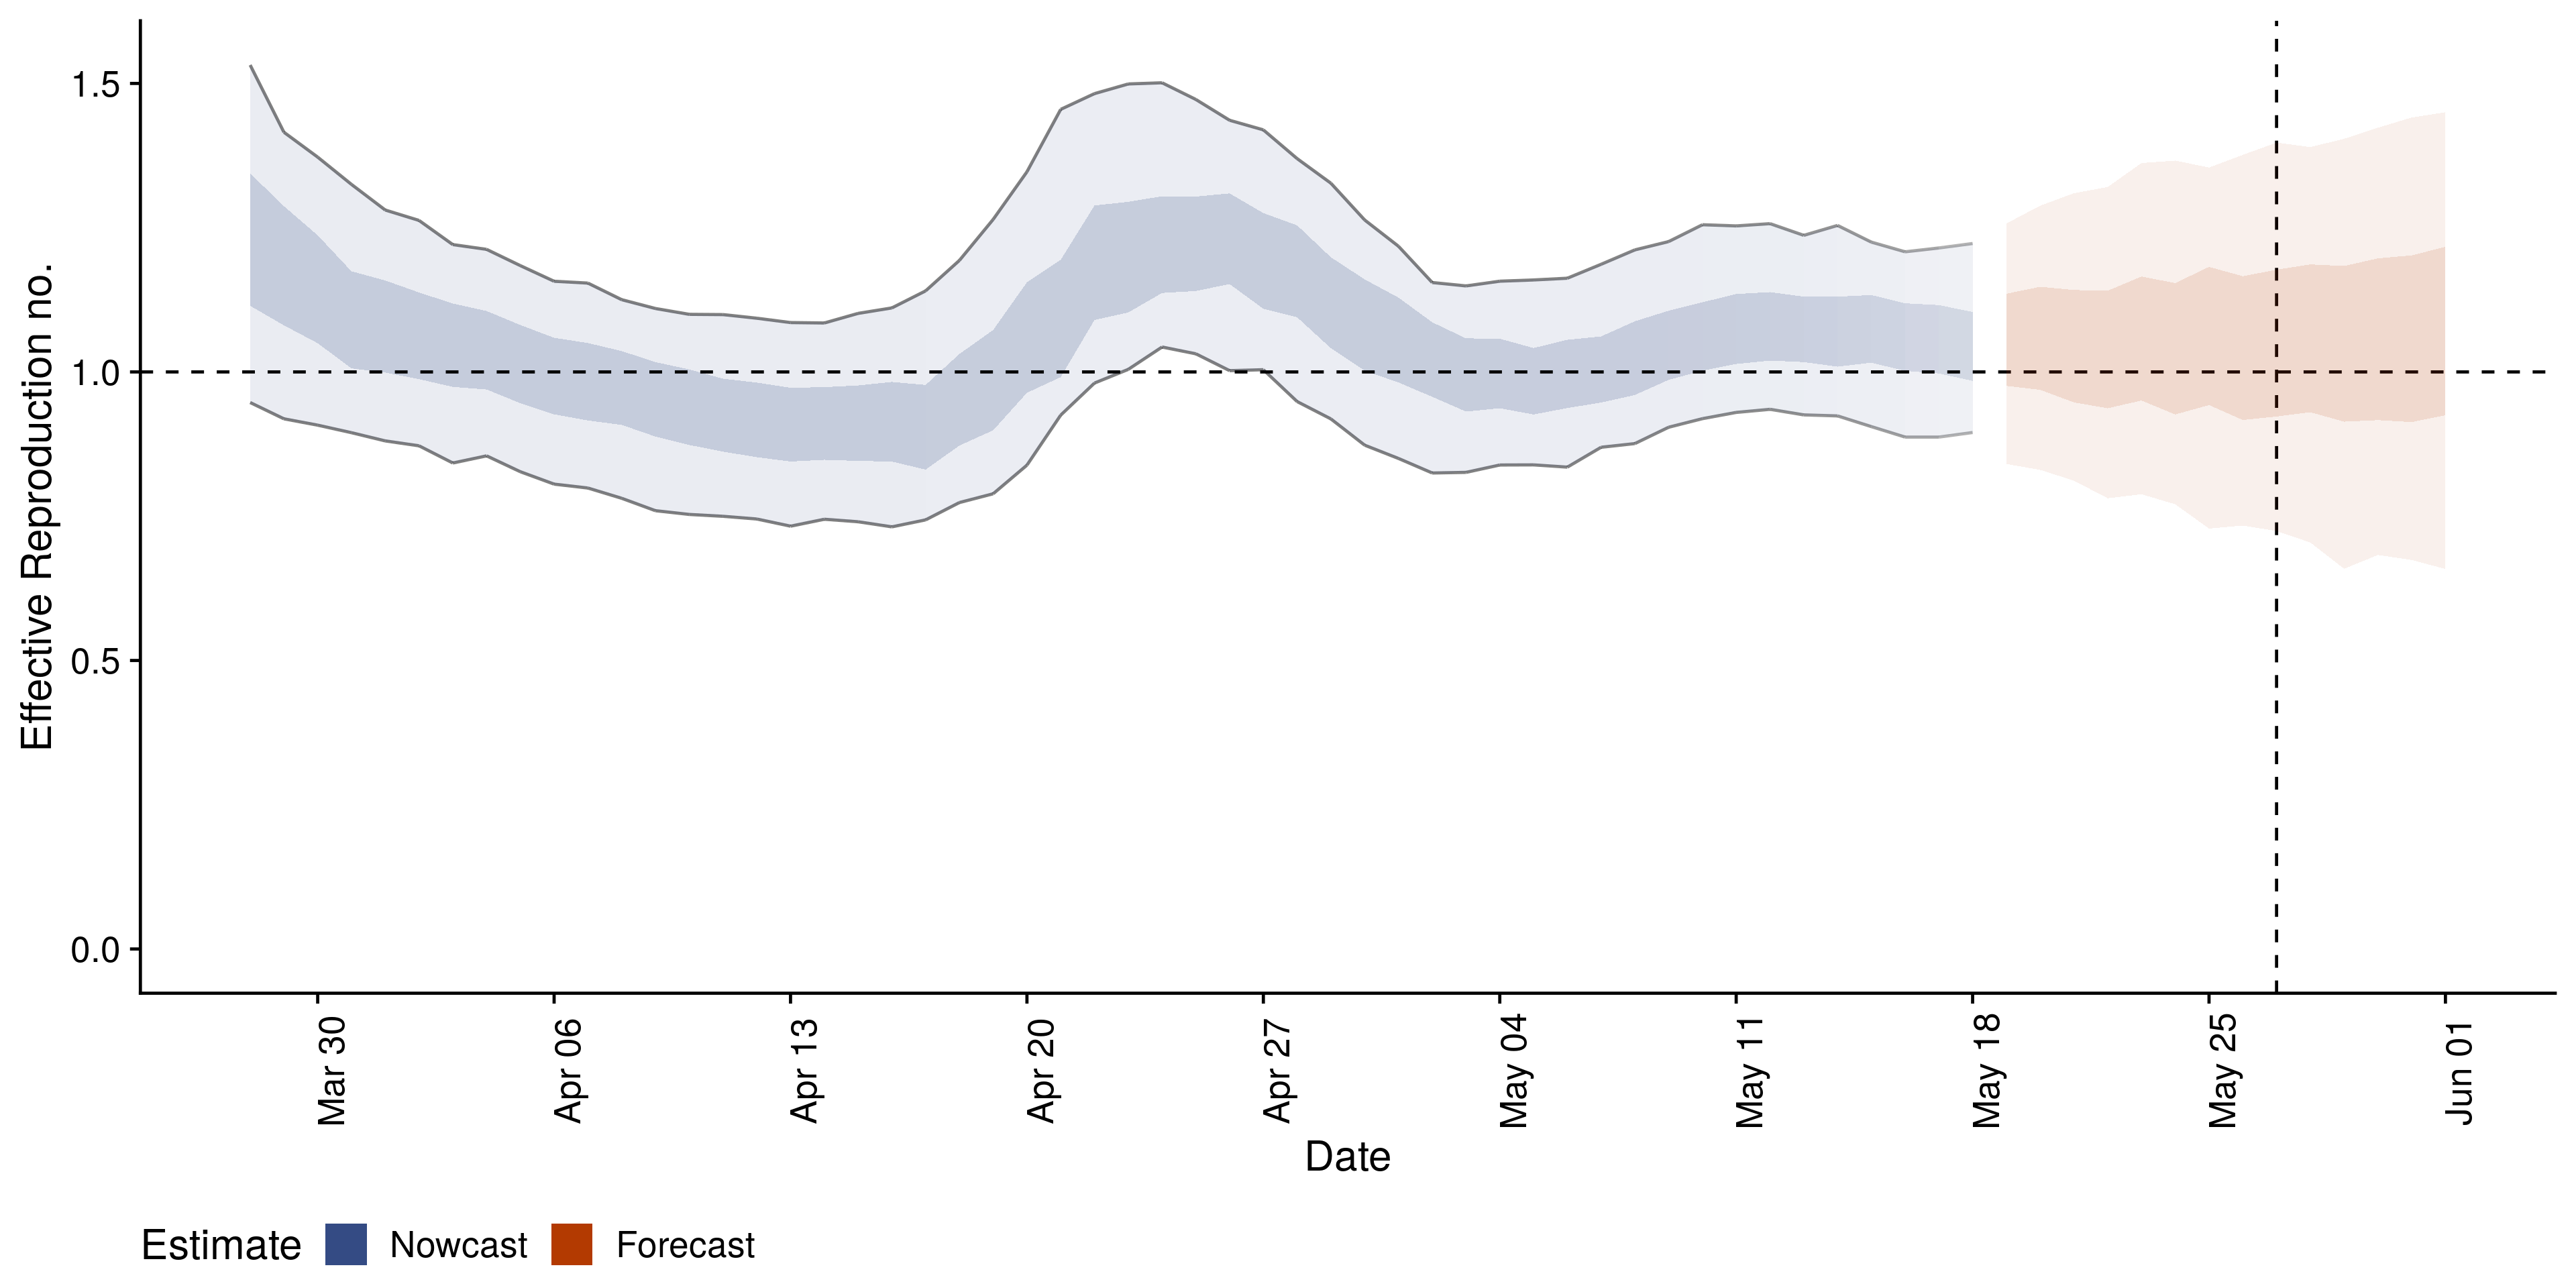 Effective Reproduction no.
1.5
1.0
0.5
0.0
Mar 30
Apr 06
Apr 13
Apr 20
Apr 27
May 04
May 11
May 18
May 25
Jun 01
Date
Estimate Nowcast Forecast